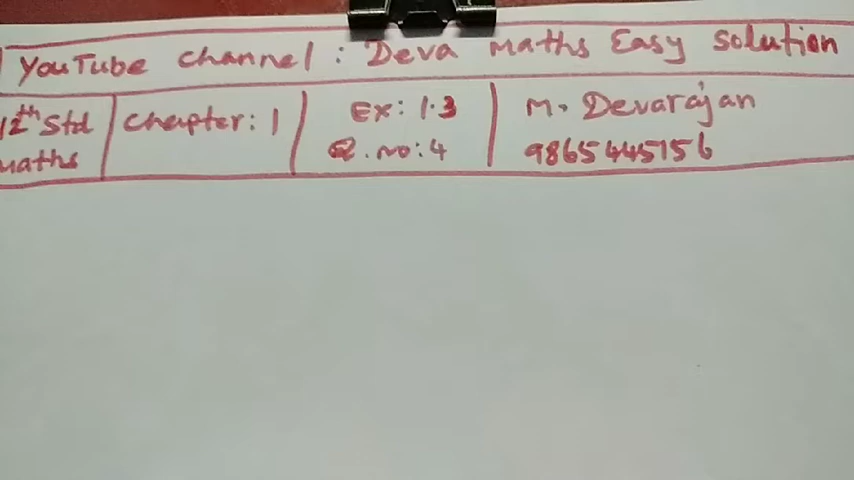 YouTube channel : Deva maths Easy solution
12th Std maths
Chapter: 1
Ex: 1.3
Q.no:4
M. Devarajan
9865445156